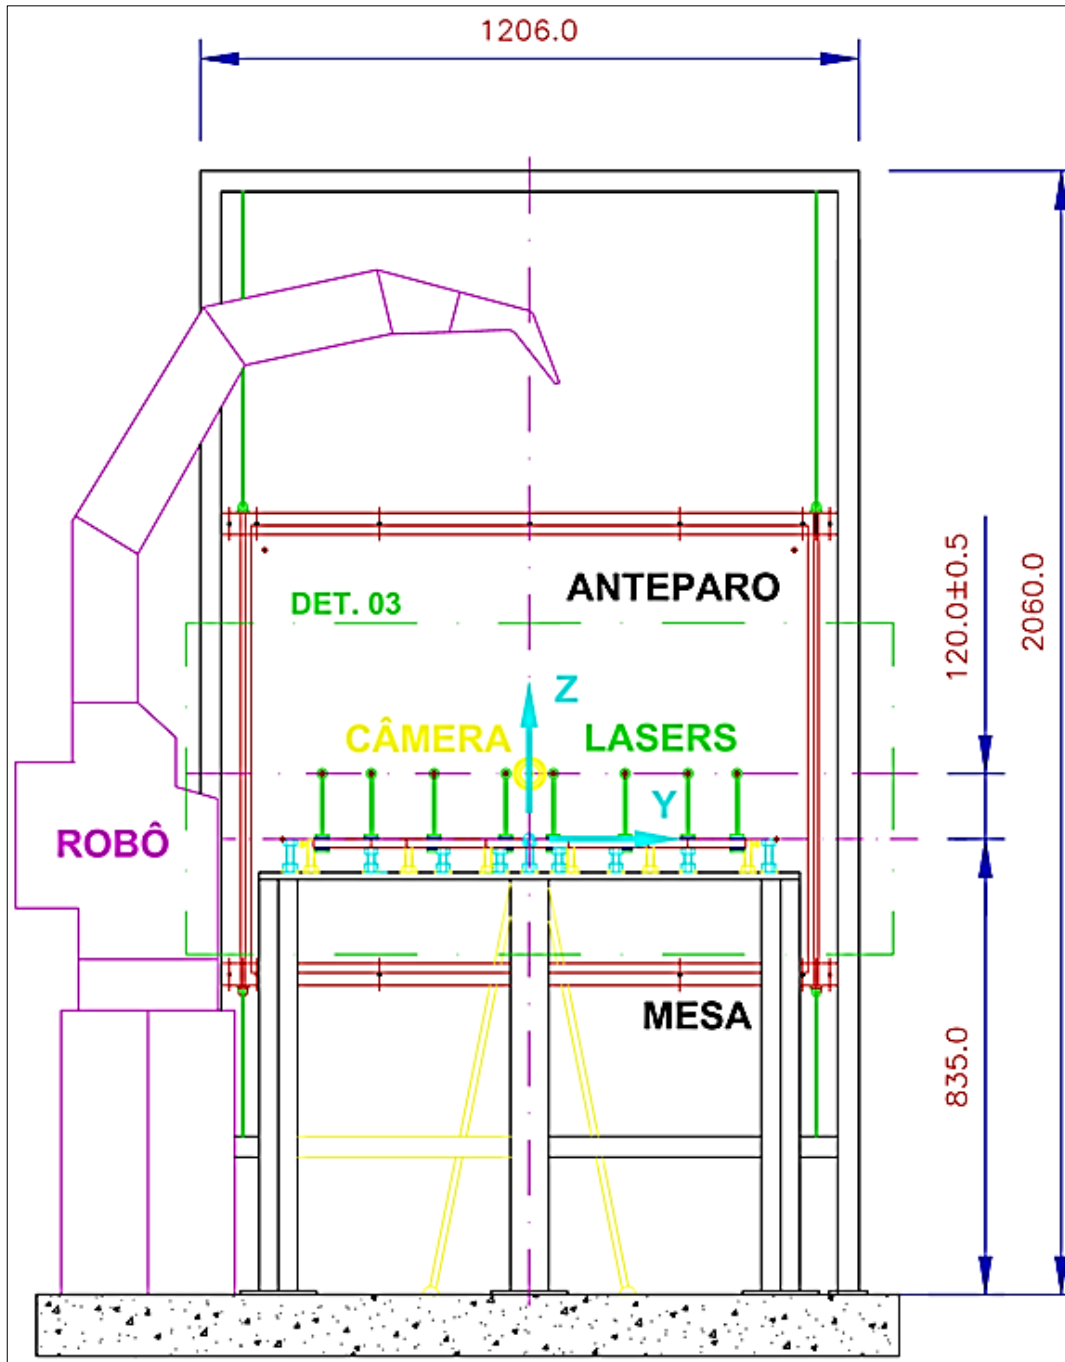 1206.0
ANTEPARO
DET. 03
120.0±0.5
2060.0
Z
CÂMERA
LASERS
Y
ROBÔ
MESA
835.0